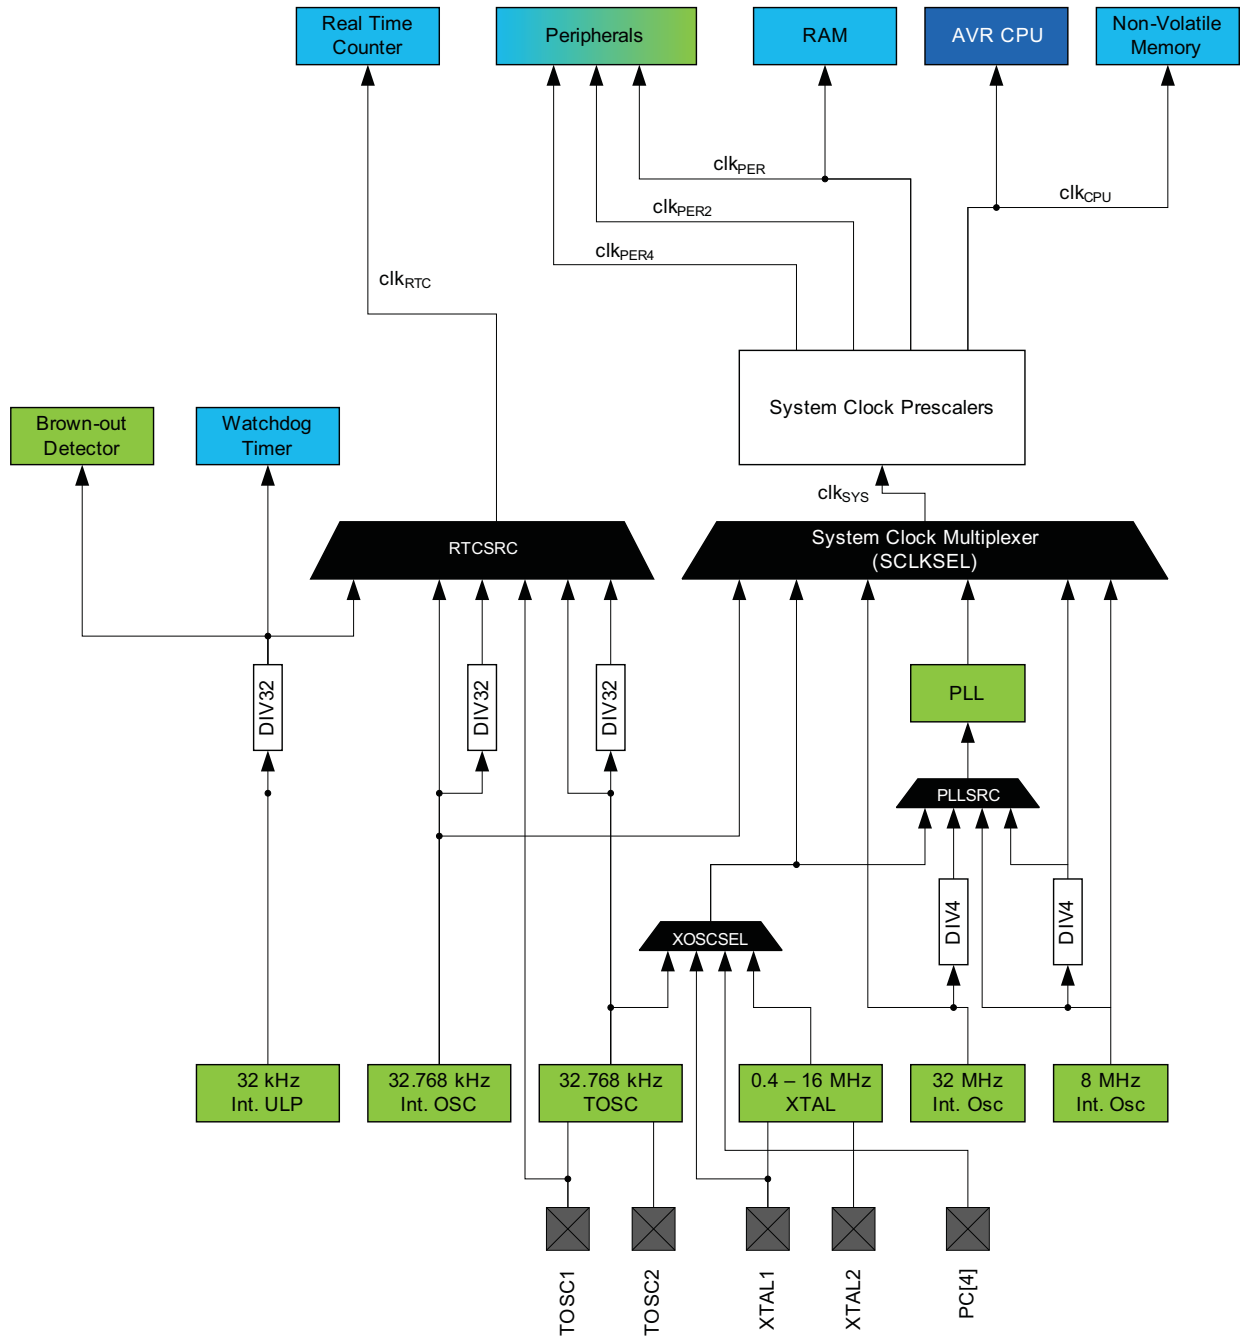 Real Time
Counter
Peripherals
RAM
AVR CPU
Non-Volatile
Memory
clkPER
clkCPU
clkPER2
clkPER4
clkRTC
System Clock Prescalers
Brown-out
Detector
Watchdog
Timer
clkSYS
RTCSRC
System Clock Multiplexer
(SCLKSEL)
DIV32
DIV32
DIV32
PLL
PLLSRC
DIV4
DIV4
XOSCSEL
32 kHz
Int. ULP
32.768 kHz
Int. OSC
32.768 kHz
TOSC
0.4 – 16 MHz
XTAL
32 MHz
Int. Osc
8 MHz
Int. Osc
TOSC1
TOSC2
XTAL1
XTAL2
PC[4]